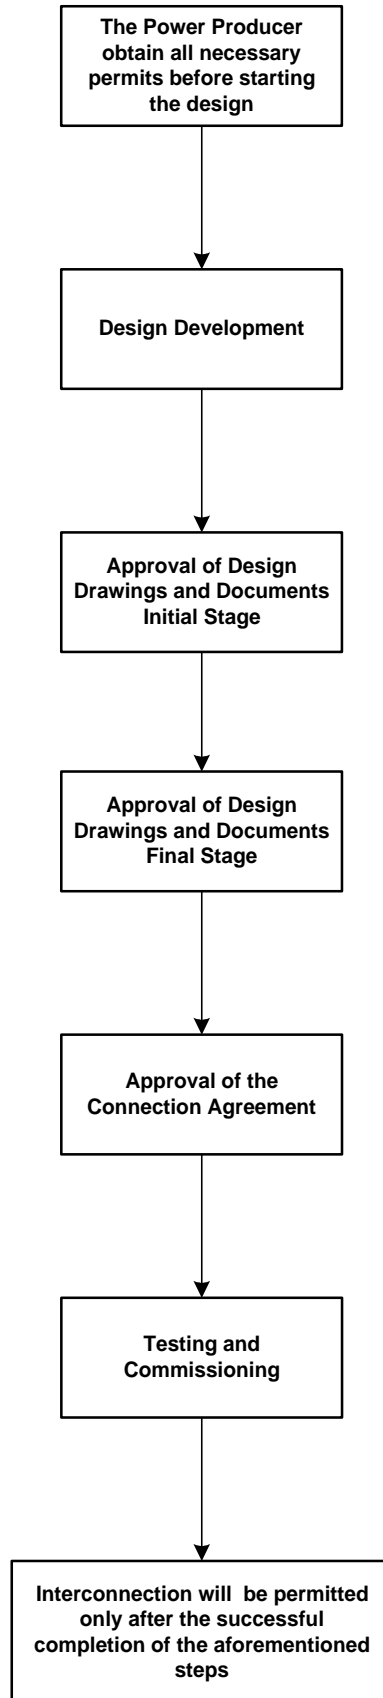 The Power Producer
obtain all necessary
permits before starting
the design
Design Development
Approval of Design
Drawings and Documents
Initial Stage
Approval of Design
Drawings and Documents
Final Stage
Approval of the
Connection Agreement
Testing and
Commissioning
Interconnection will  be permitted
only after the successful
completion of the aforementioned
steps